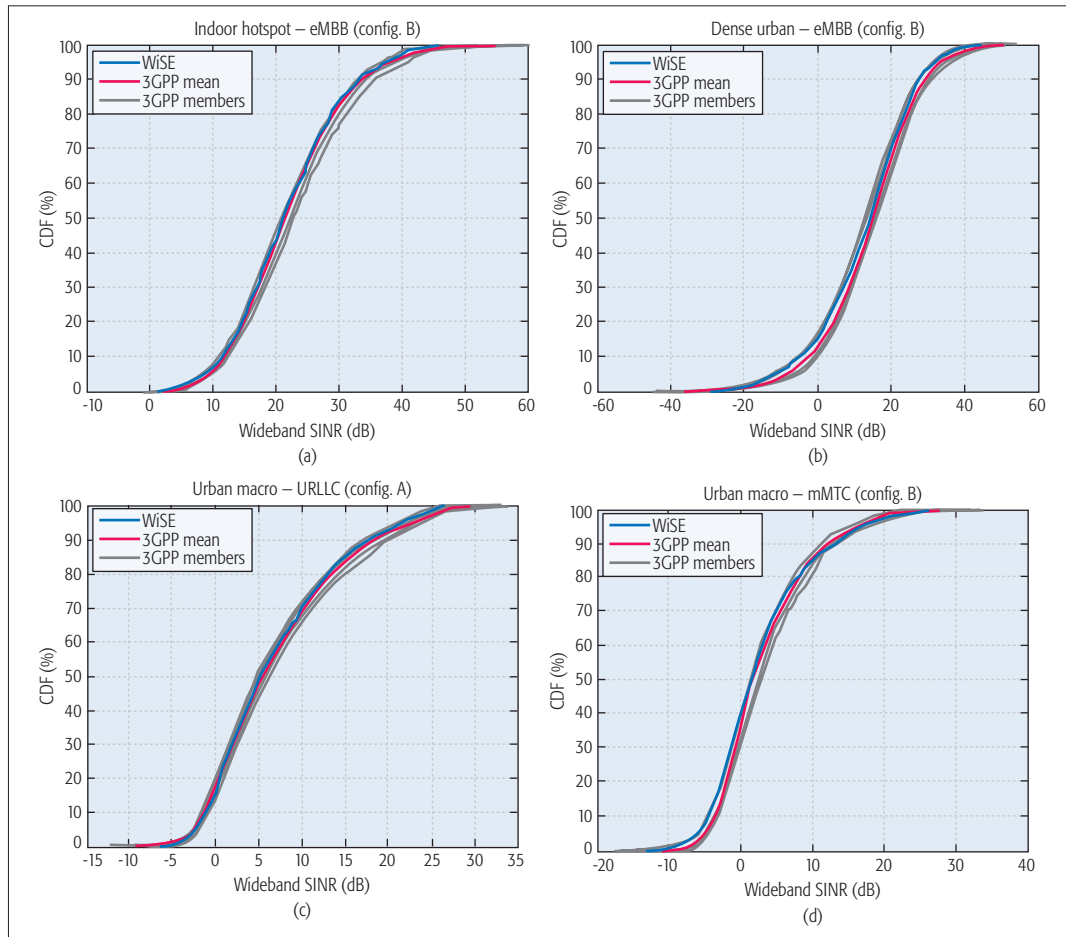 Indoor hotspot – eMBB (config. B)
WiSE
3GPP mean
3GPP members
CDF (%)
100
90
80
70
60
50
40
30
20
10
0
-10 0 10 20 30 40 50 60
Wideband SINR (dB)
(a)
Dense urban – eMBB (config. B)
WiSE
3GPP mean
3GPP members
CDF (%)
100
90
80
70
60
50
40
30
20
10
0
-60 -40 -20 0 20 40 60
Wideband SINR (dB)
(b)
Urban macro – URLLC (config. A)
WiSE
3GPP mean
3GPP members
CDF (%)
100
90
80
70
60
50
40
30
20
10
0
-15 -10 -5 0 5 10 15 20 25 30 35
Wideband SINR (dB)
(c)
Urban macro – mMTC (config. B)
WiSE
3GPP mean
3GPP members
CDF (%)
100
90
80
70
60
50
40
30
20
10
0
-20 -10 0 10 20 30 40
Wideband SINR (dB)
(d)